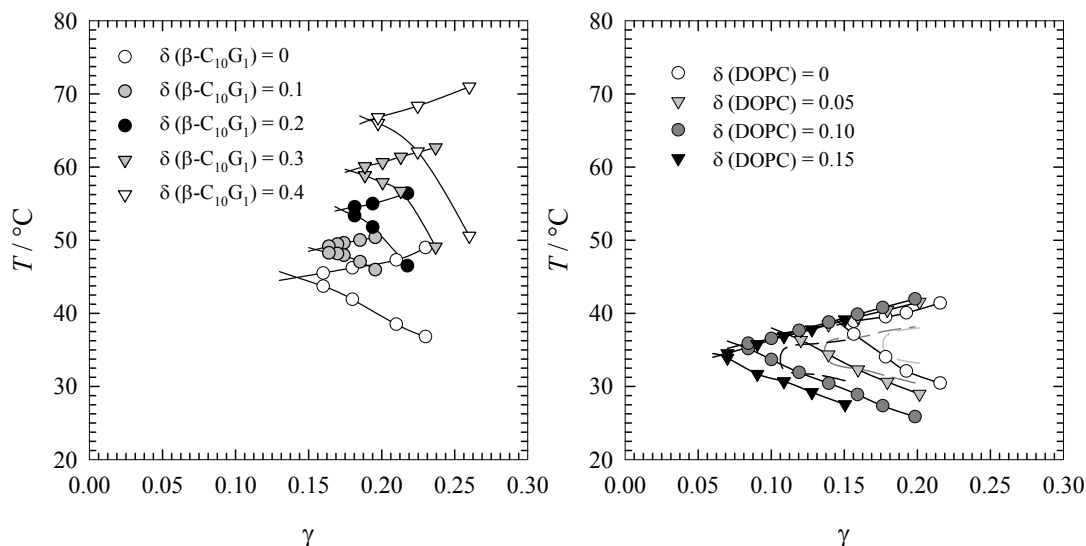 80
70
60
50
40
30
20
T / °C
0.00 0.05 0.10 0.15 0.20 0.25 0.30
γ
δ (β-C₁₀G₁) = 0
δ (β-C₁₀G₁) = 0.1
δ (β-C₁₀G₁) = 0.2
δ (β-C₁₀G₁) = 0.3
δ (β-C₁₀G₁) = 0.4
80
70
60
50
40
30
20
T / °C
0.00 0.05 0.10 0.15 0.20 0.25 0.30
γ
δ (DOPC) = 0
δ (DOPC) = 0.05
δ (DOPC) = 0.10
δ (DOPC) = 0.15